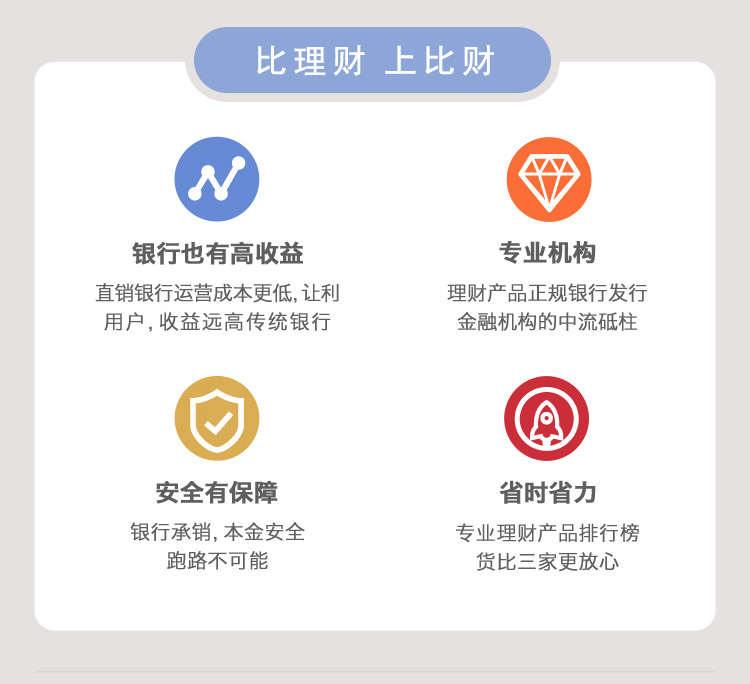 比理财 上比财
银行也有高收益
直销银行运营成本更低,让利
用户,收益远高传统银行
专业机构
理财产品正规银行发行
金融机构的中流砥柱
安全有保障
银行承销,本金安全
跑路不可能
省时省力
专业理财产品排行榜
货比三家更放心